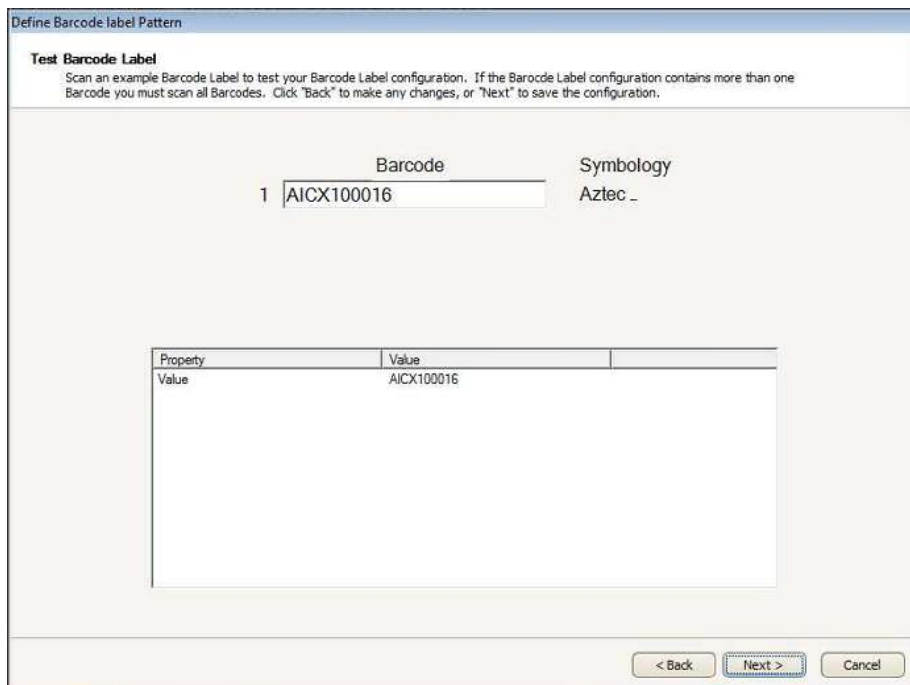 Define Barcode label Pattern
Test Barcode Label
Scan an example Barcode Label to test your Barcode Label configuration. If the Barocde Label configuration contains more than one
Barcode you must scan all Barcodes. Click "Back" to make any changes, or "Next" to save the configuration.
Barcode Symbology
1 AICX100016 Aztec _
Property Value
Value AICX100016
< Back Next > Cancel